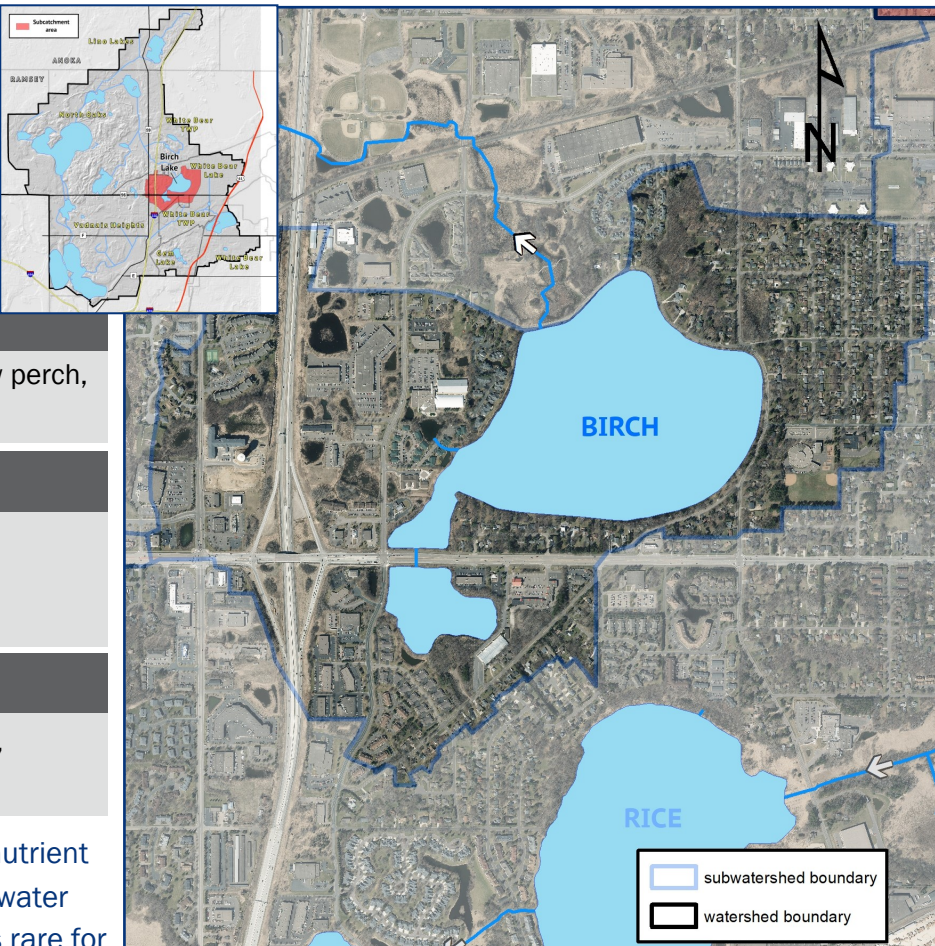 Subcatchment
area
Lino Lakes
ANOKA
RAMSEY
North Oaks
White Bear
TWP
Birch
Lake
White Bear
Lake
White Bear
TWP
Vadnais Heights
Gem
Lake
White Bear
Lake
N
perch,
BIRCH
RICE
subwatershed boundary
watershed boundary
water
rare for